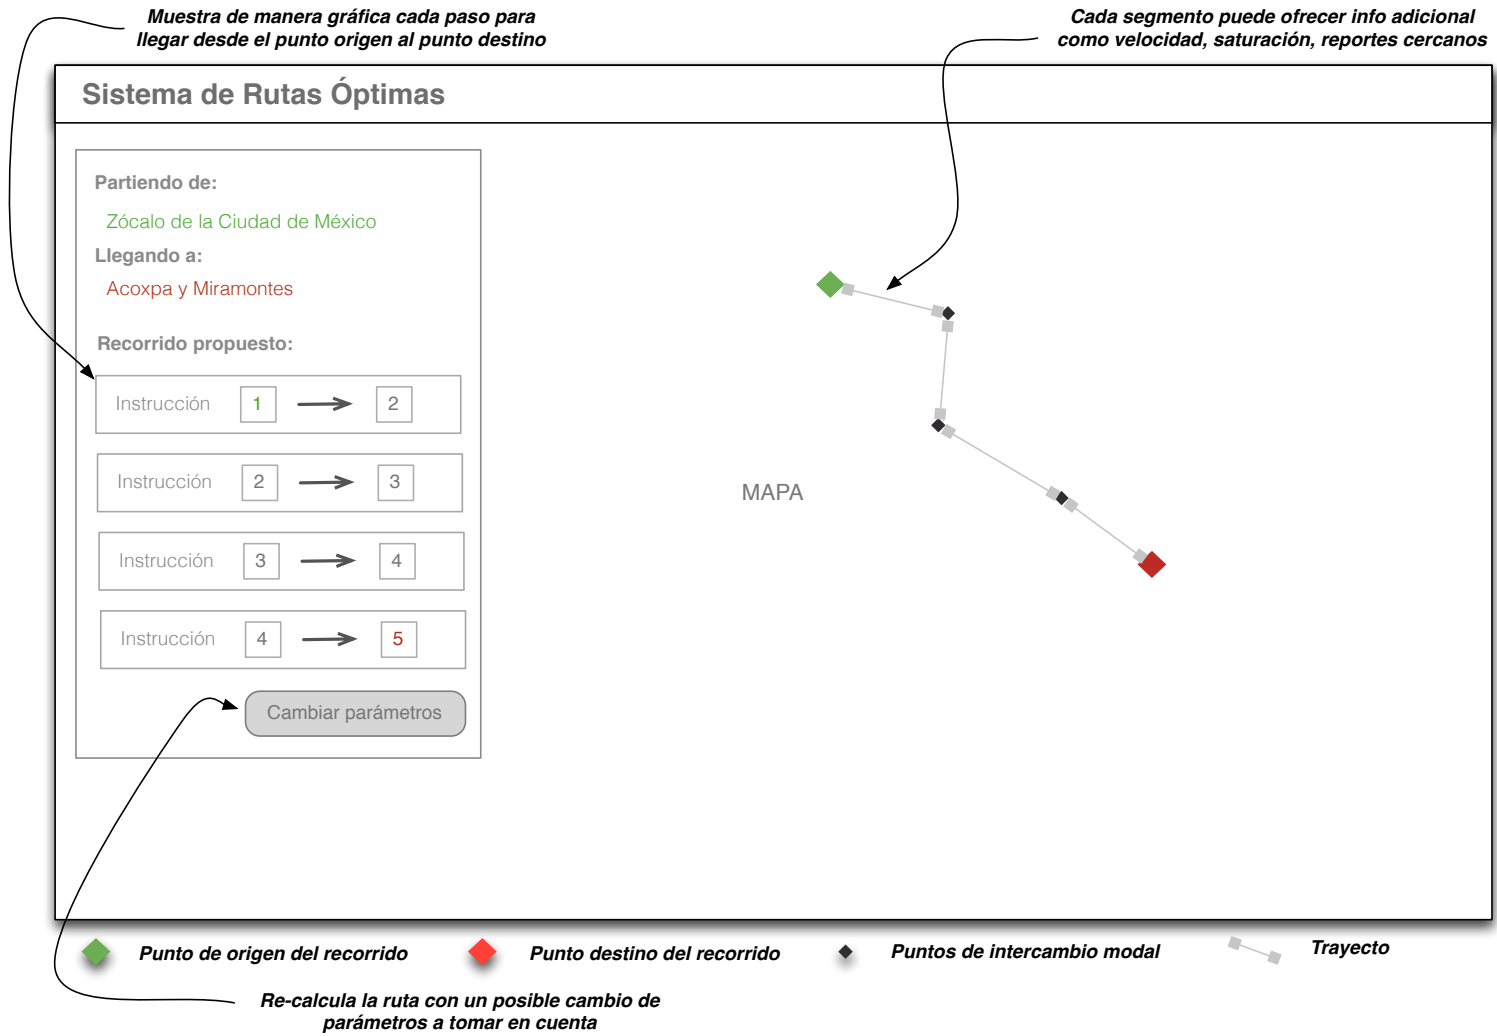 Muestra de manera gráfica cada paso para
llegar desde el punto origen al punto destino
Cada segmento puede ofrecer info adicional
como velocidad, saturación, reportes cercanos
Sistema de Rutas Óptimas
Partiendo de:
Zócalo de la Ciudad de México
Llegando a:
Acoxpa y Miramontes
Recorrido propuesto:
Instrucción 1 2
Instrucción 2 3
Instrucción 3 4
Instrucción 4 5
Cambiar parámetros
MAPA
Punto de origen del recorrido
Punto destino del recorrido
Puntos de intercambio modal
Trayecto
Re-calcula la ruta con un posible cambio de
parámetros a tomar en cuenta